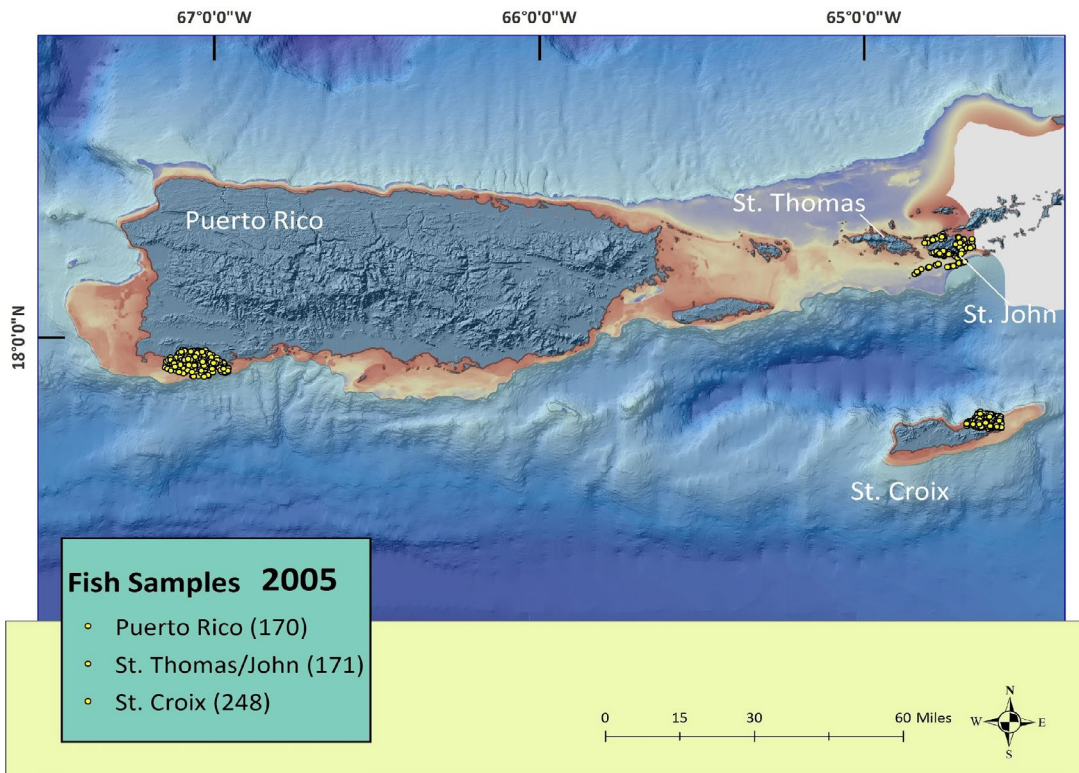 67°0'0"W 66°0'0"W 65°0'0"W
18°0'0"N
Puerto Rico
St. Thomas
St. John
St. Croix
Fish Samples 2005
Puerto Rico (170)
St. Thomas/John (171)
St. Croix (248)
0 15 30 60 Miles
N
W E
S